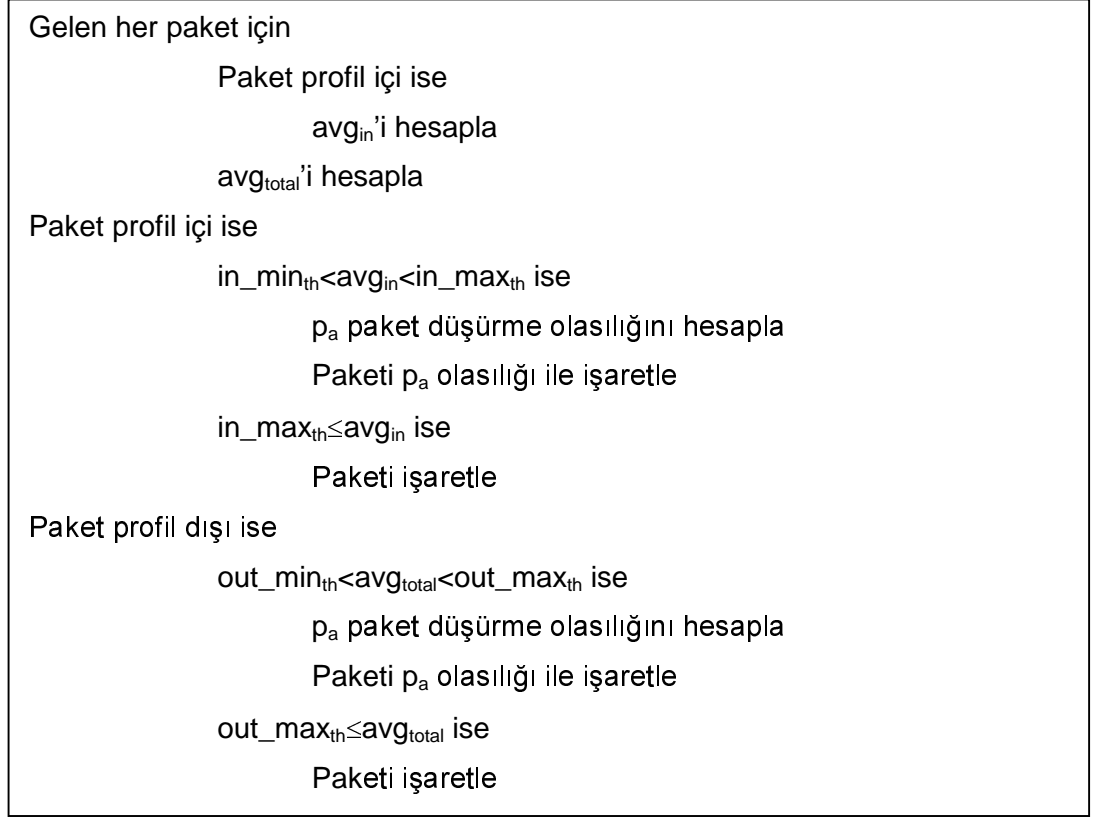 Gelen her paket için
Paket profil içi ise
avg_in'i hesapla
avg_total'i hesapla
Paket profil içi ise
in_min_th<avg_in<in_max_th ise
p_a paket düşürme olasılığını hesapla
Paketi p_a olasılığı ile işaretle
in_max_th≤avg_in ise
Paketi işaretle
Paket profil dışı ise
out_min_th<avg_total<out_max_th ise
p_a paket düşürme olasılığını hesapla
Paketi p_a olasılığı ile işaretle
out_max_th≤avg_total ise
Paketi işaretle